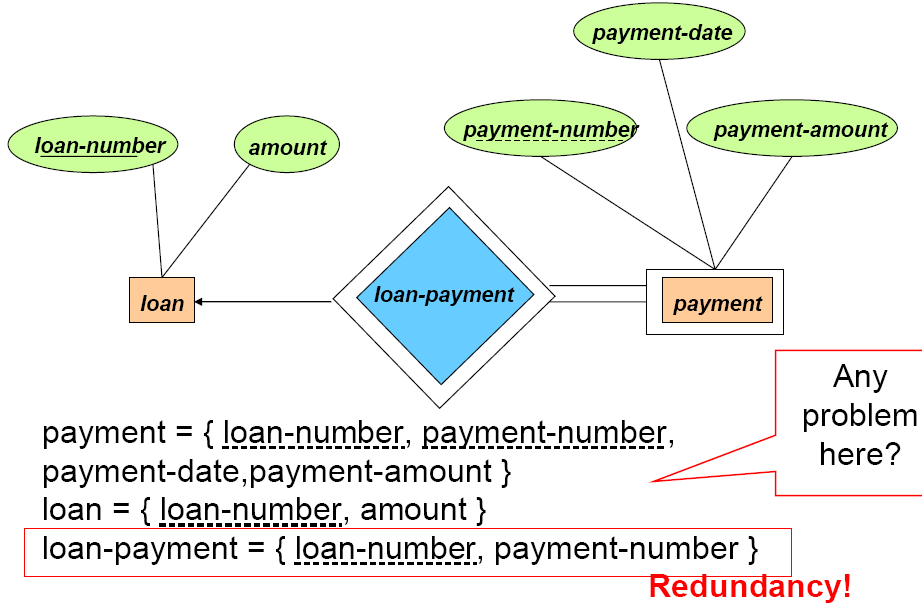 payment-date
payment-number
payment-amount
loan-number
amount
loan-payment
loan
payment
Any
problem
here?
payment = { loan-number, payment-number,
payment-date,payment-amount }
loan = { loan-number, amount }
loan-payment = { loan-number, payment-number }
Redundancy!